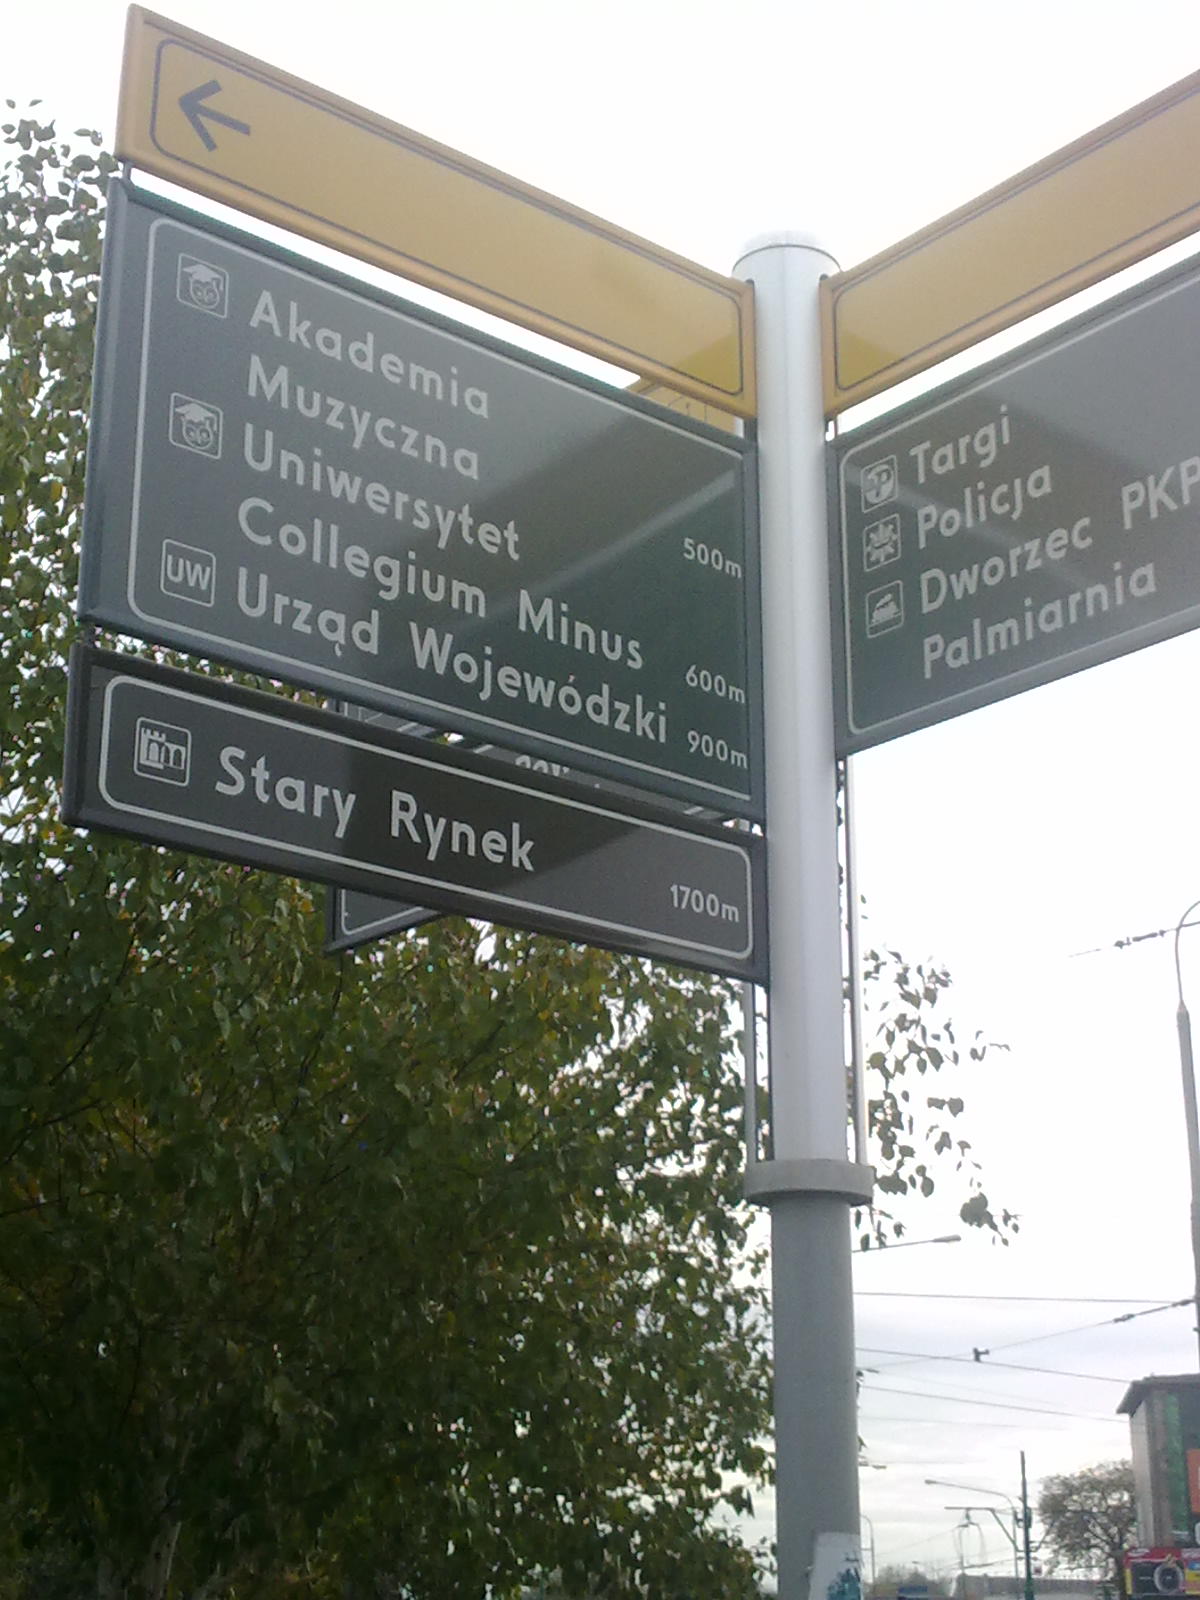 Akademia
Muzyczna 500m
Uniwersytet
Collegium Minus 600m
UW Urząd Wojewódzki 900m
Stary Rynek 1700m
Targi
Policja
Dworzec PKP
Palmiarnia